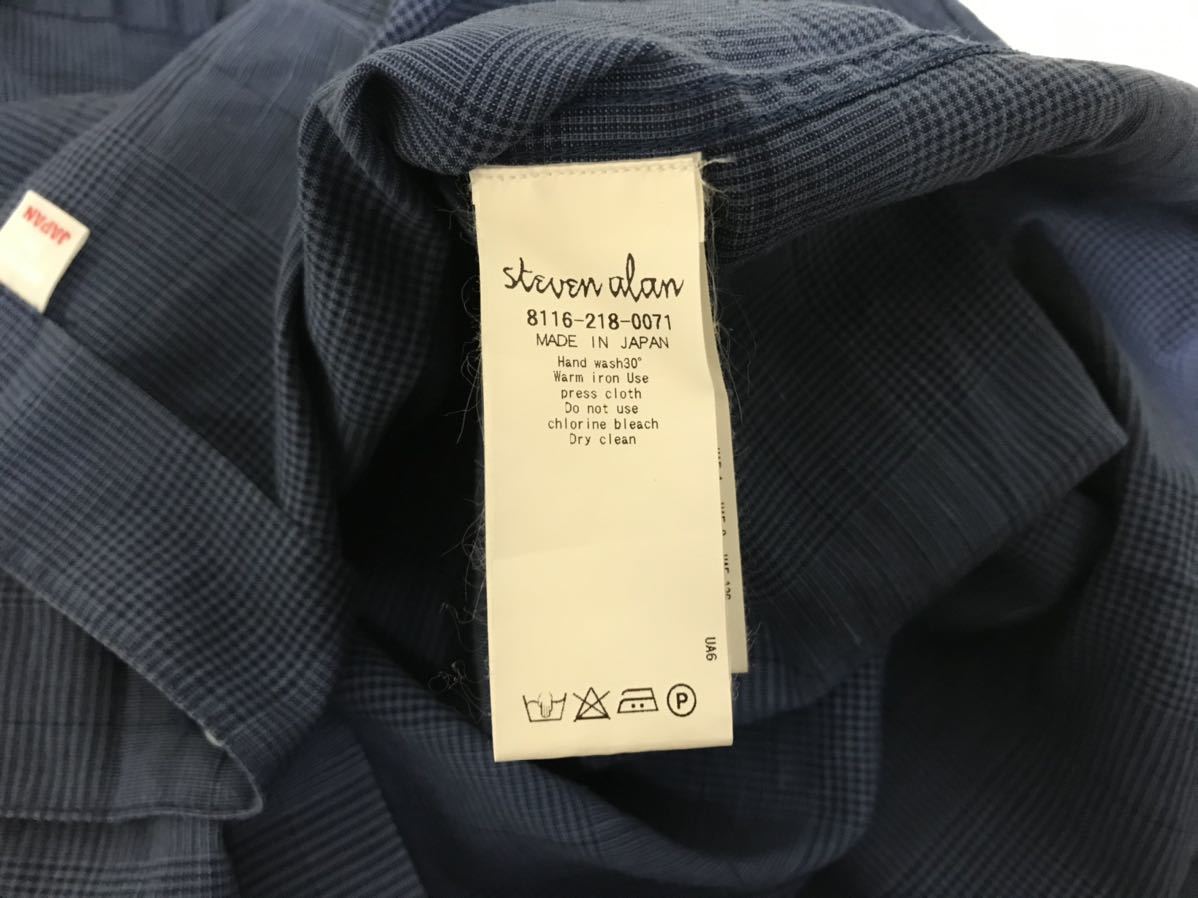 JAPAN
steven alan
8116-218-0071
MADE IN JAPAN
Hand wash30°
Warm iron Use
press cloth
Do not use
chlorine bleach
Dry clean
UA6
P